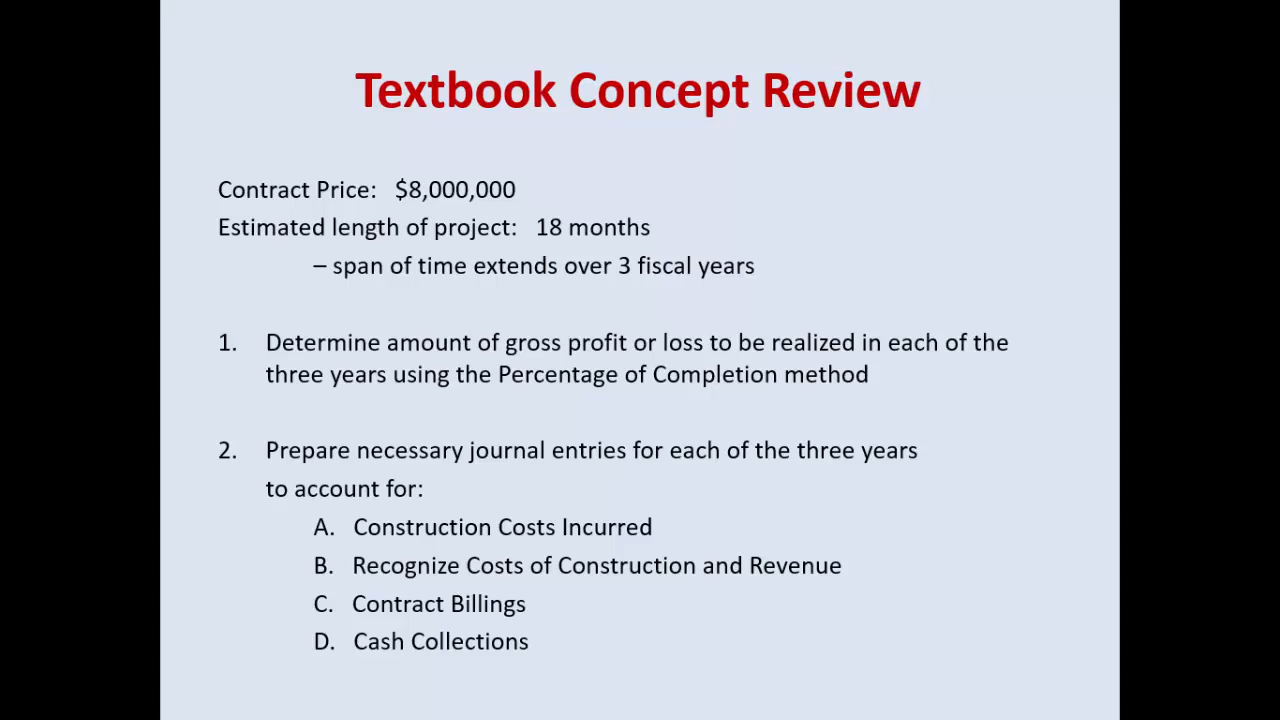 Textbook Concept Review
Contract Price: $8,000,000
Estimated length of project: 18 months
– span of time extends over 3 fiscal years
1. Determine amount of gross profit or loss to be realized in each of the
three years using the Percentage of Completion method
2. Prepare necessary journal entries for each of the three years
to account for:
A. Construction Costs Incurred
B. Recognize Costs of Construction and Revenue
C. Contract Billings
D. Cash Collections